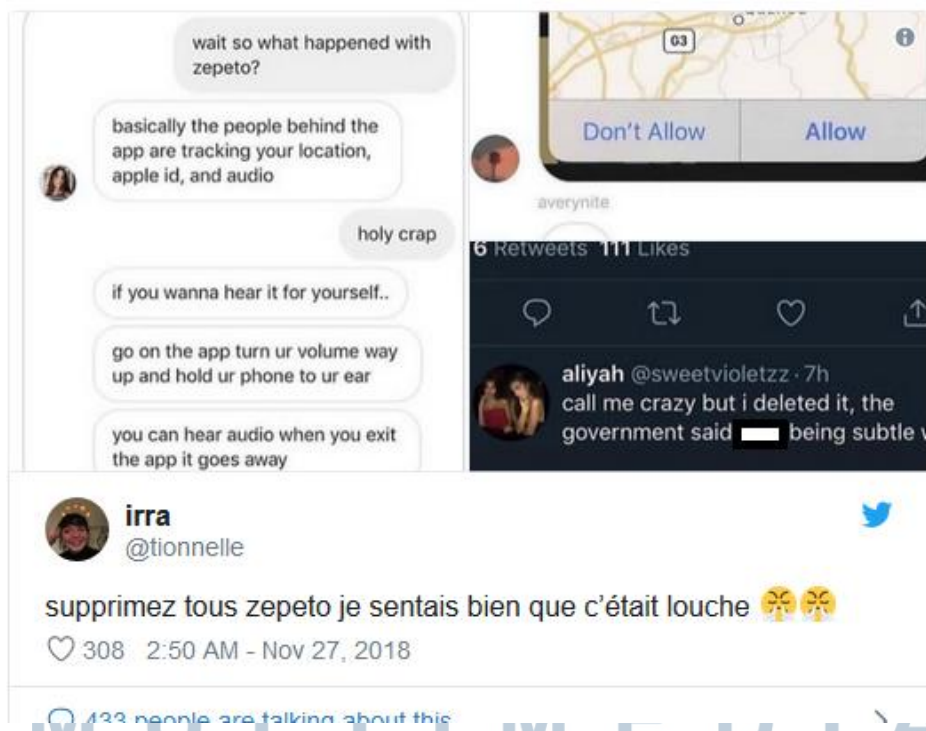 wait so what happened with
zepeto?
basically the people behind the
app are tracking your location,
apple id, and audio
holy crap
if you wanna hear it for yourself..
go on the app turn ur volume way
up and hold ur phone to ur ear
you can hear audio when you exit
the app it goes away
G3
Don't Allow
Allow
averynite
6 Retweets 111 Likes
aliyah @sweetvioletzz · 7h
call me crazy but i deleted it, the
government said being subtle
irra
@tionnelle
supprimez tous zepeto je sentais bien que c'était louche 😤😤
308 2:50 AM - Nov 27, 2018
433 people are talking about this